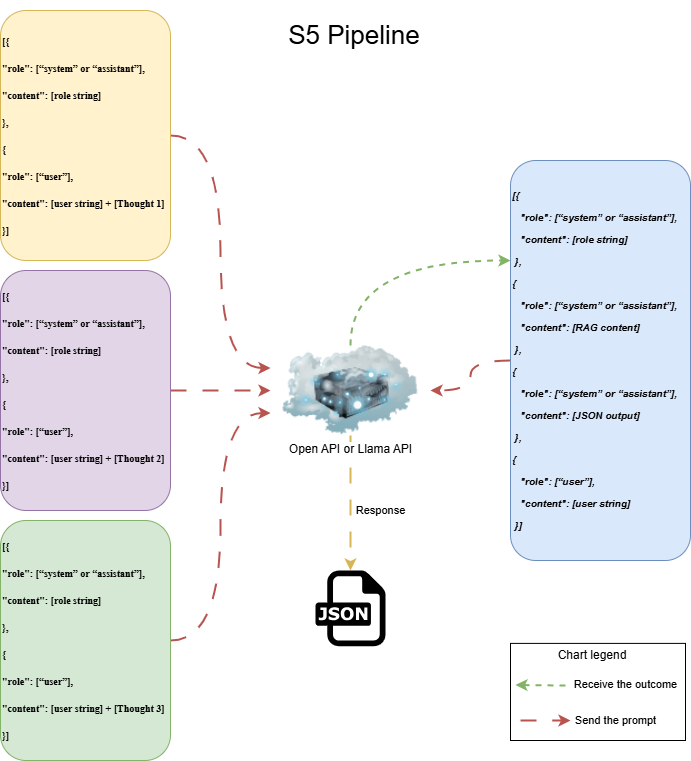 S5 Pipeline
[{
"role": [“system” or “assistant”],
"content": [role string]
},
{
"role": [“user”],
"content": [user string] + [Thought 1]
}]
[{
"role": [“system” or “assistant”],
"content": [role string]
},
{
"role": [“user”],
"content": [user string] + [Thought 2]
}]
[{
"role": [“system” or “assistant”],
"content": [role string]
},
{
"role": [“user”],
"content": [user string] + [Thought 3]
}]
Open API or Llama API
Response
JSON
[{
"role": [“system” or “assistant”],
"content": [role string]
},
{
"role": [“system” or “assistant”],
"content": [RAG content]
},
{
"role": [“system” or “assistant”],
"content": [JSON output]
},
{
"role": [“user”],
"content": [user string]
}]
Chart legend
Receive the outcome
Send the prompt